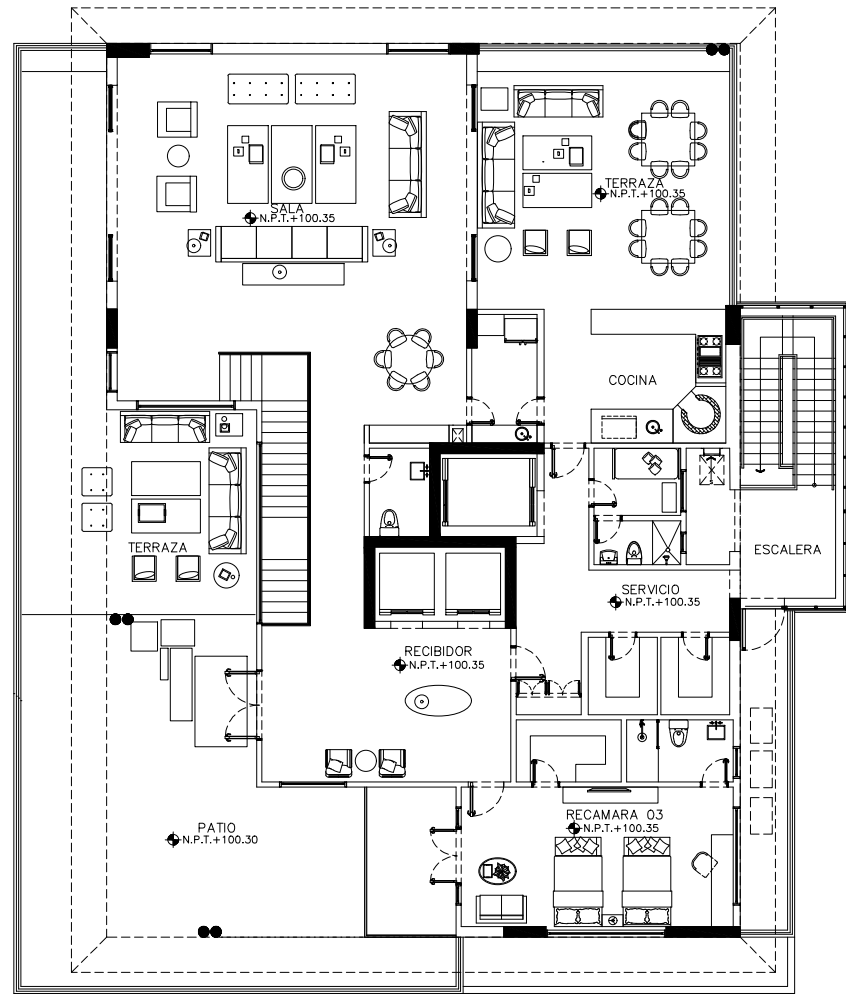 TERRAZA
N.P.T.+100.35
SALA
N.P.T.+100.35
COCINA
TERRAZA
ESCALERA
SERVICIO
N.P.T.+100.35
RECIBIDOR
N.P.T.+100.35
RECAMARA 03
N.P.T.+100.35
PATIO
N.P.T.+100.30